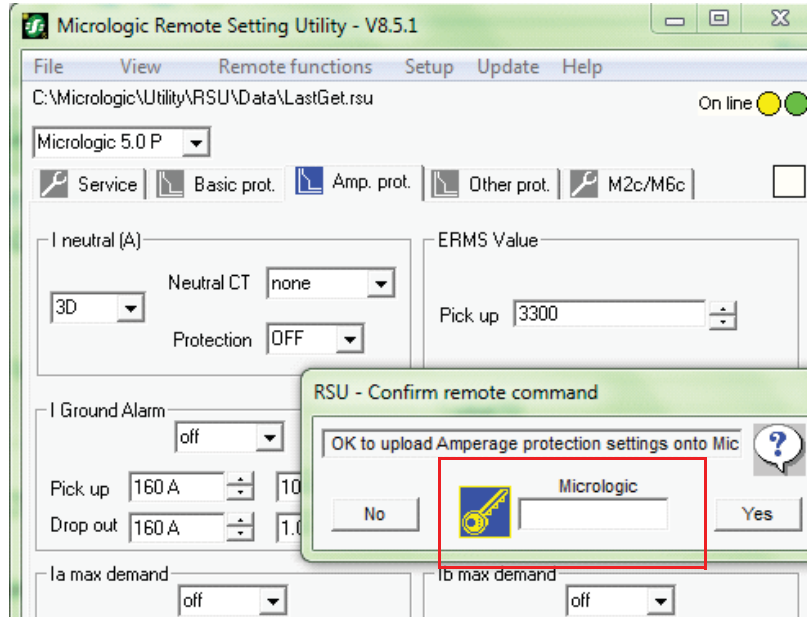 Micrologic Remote Setting Utility - V8.5.1
File View Remote functions Setup Update Help
C:\Micrologic\Utility\RSU\Data\LastGet.rsu
On line
Micrologic 5.0 P
Service Basic prot. Amp. prot. Other prot. M2c/M6c
I neutral (A)
ERMS Value
Neutral CT none
3D
Pick up 3300
Protection OFF
RSU - Confirm remote command
I Ground Alarm
off
OK to upload Amperage protection settings onto Mic
?
Pick up 160 A 10
Micrologic
No
Yes
Drop out 160 A 1.0
Ia max demand
Ib max demand
off
off